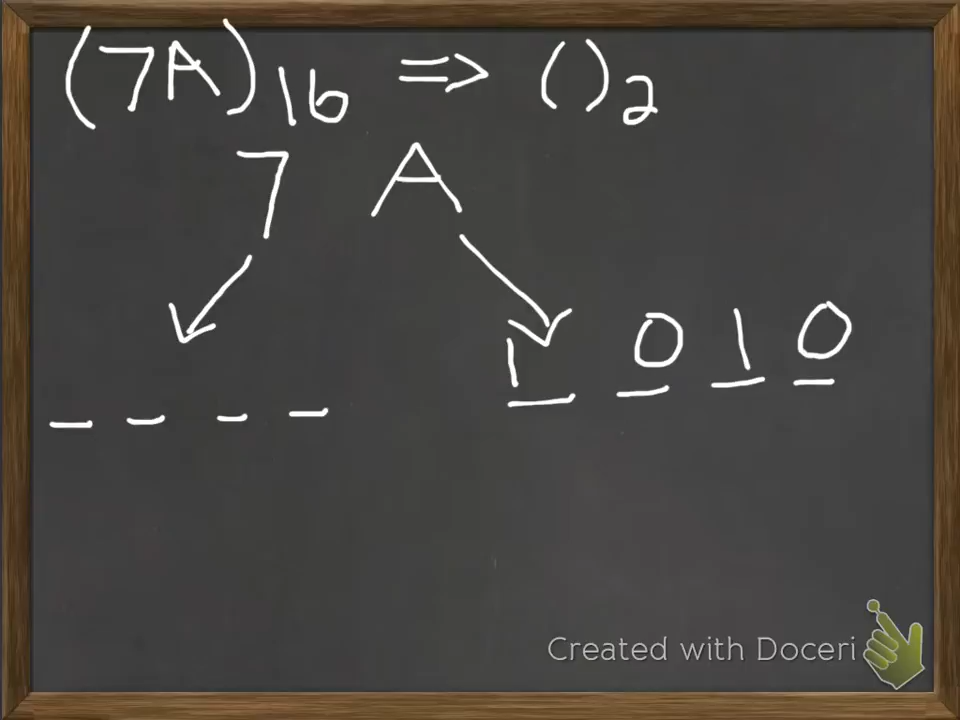 (7A)₁₆ => ()₂
7 A
1 0 1 0
_ _ _ _ _ _ _ _
Created with Doceri